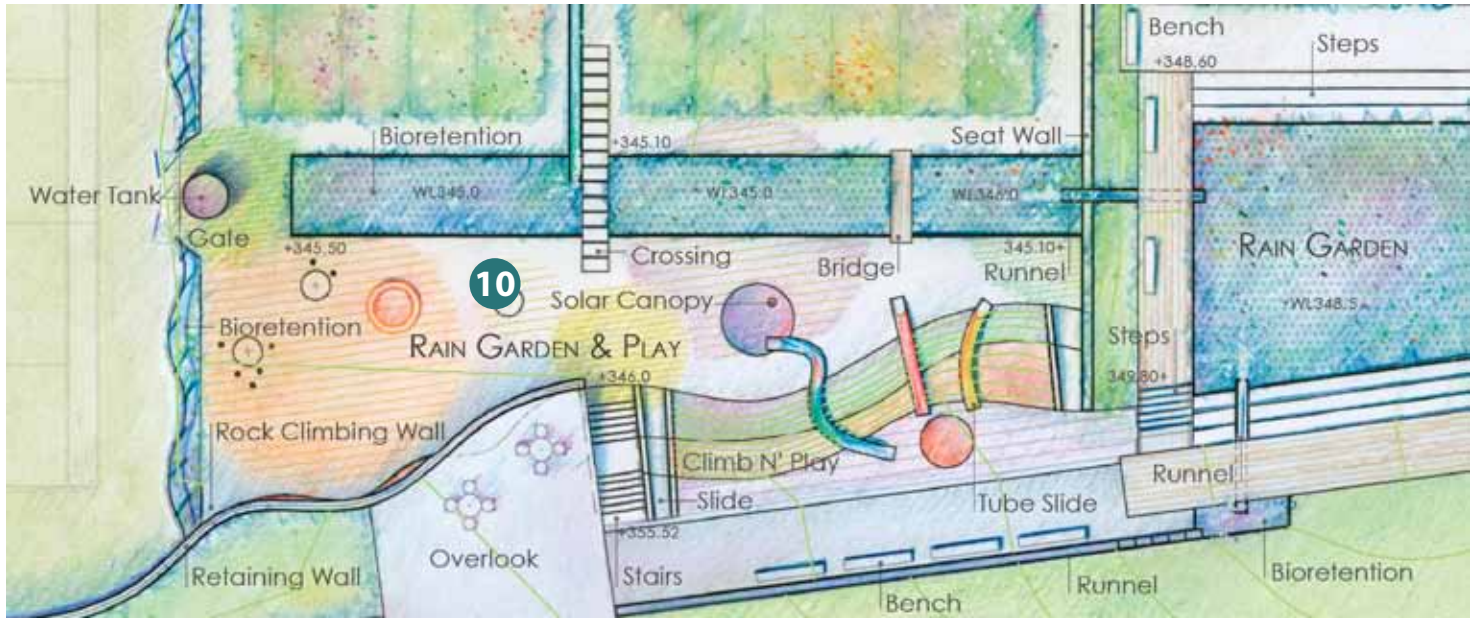 Bench
Steps
+348.60
Bioretention
+345.10
Seat Wall
Water Tank
WL345.0
WL345.0
Gate
+345.50
Crossing
Bridge
345.10+
Runnel
RAIN GARDEN
10
Solar Canopy
WL348.5
Bioretention
RAIN GARDEN & PLAY
Steps
+346.0
349.80+
Rock Climbing Wall
Climb N' Play
Runnel
Slide
Tube Slide
+355.52
Overlook
Retaining Wall
Stairs
Bench
Runnel
Bioretention